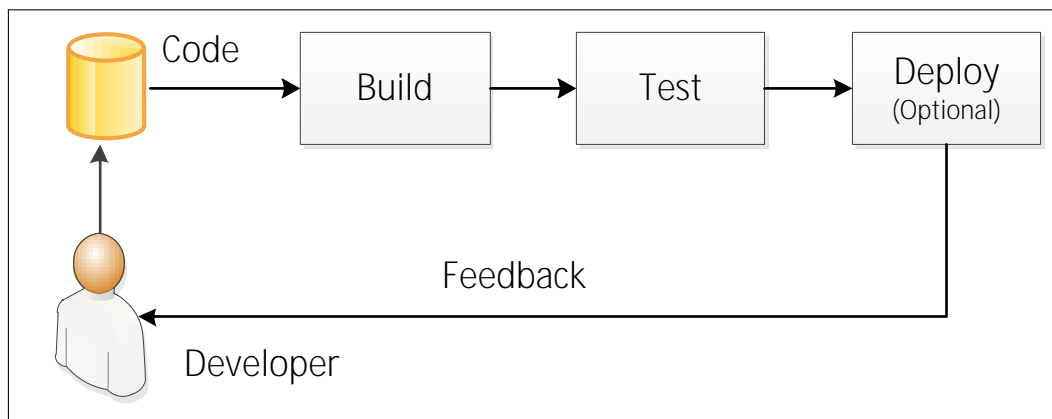 Code
Build
Test
Deploy
(Optional)
Feedback
Developer